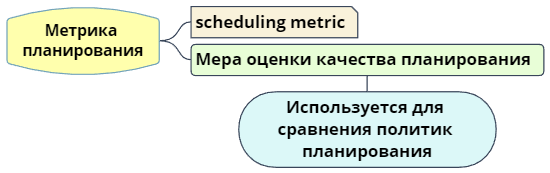 Метрика
планирования
scheduling metric
Мера оценки качества планирования
Используется для
сравнения политик
планирования